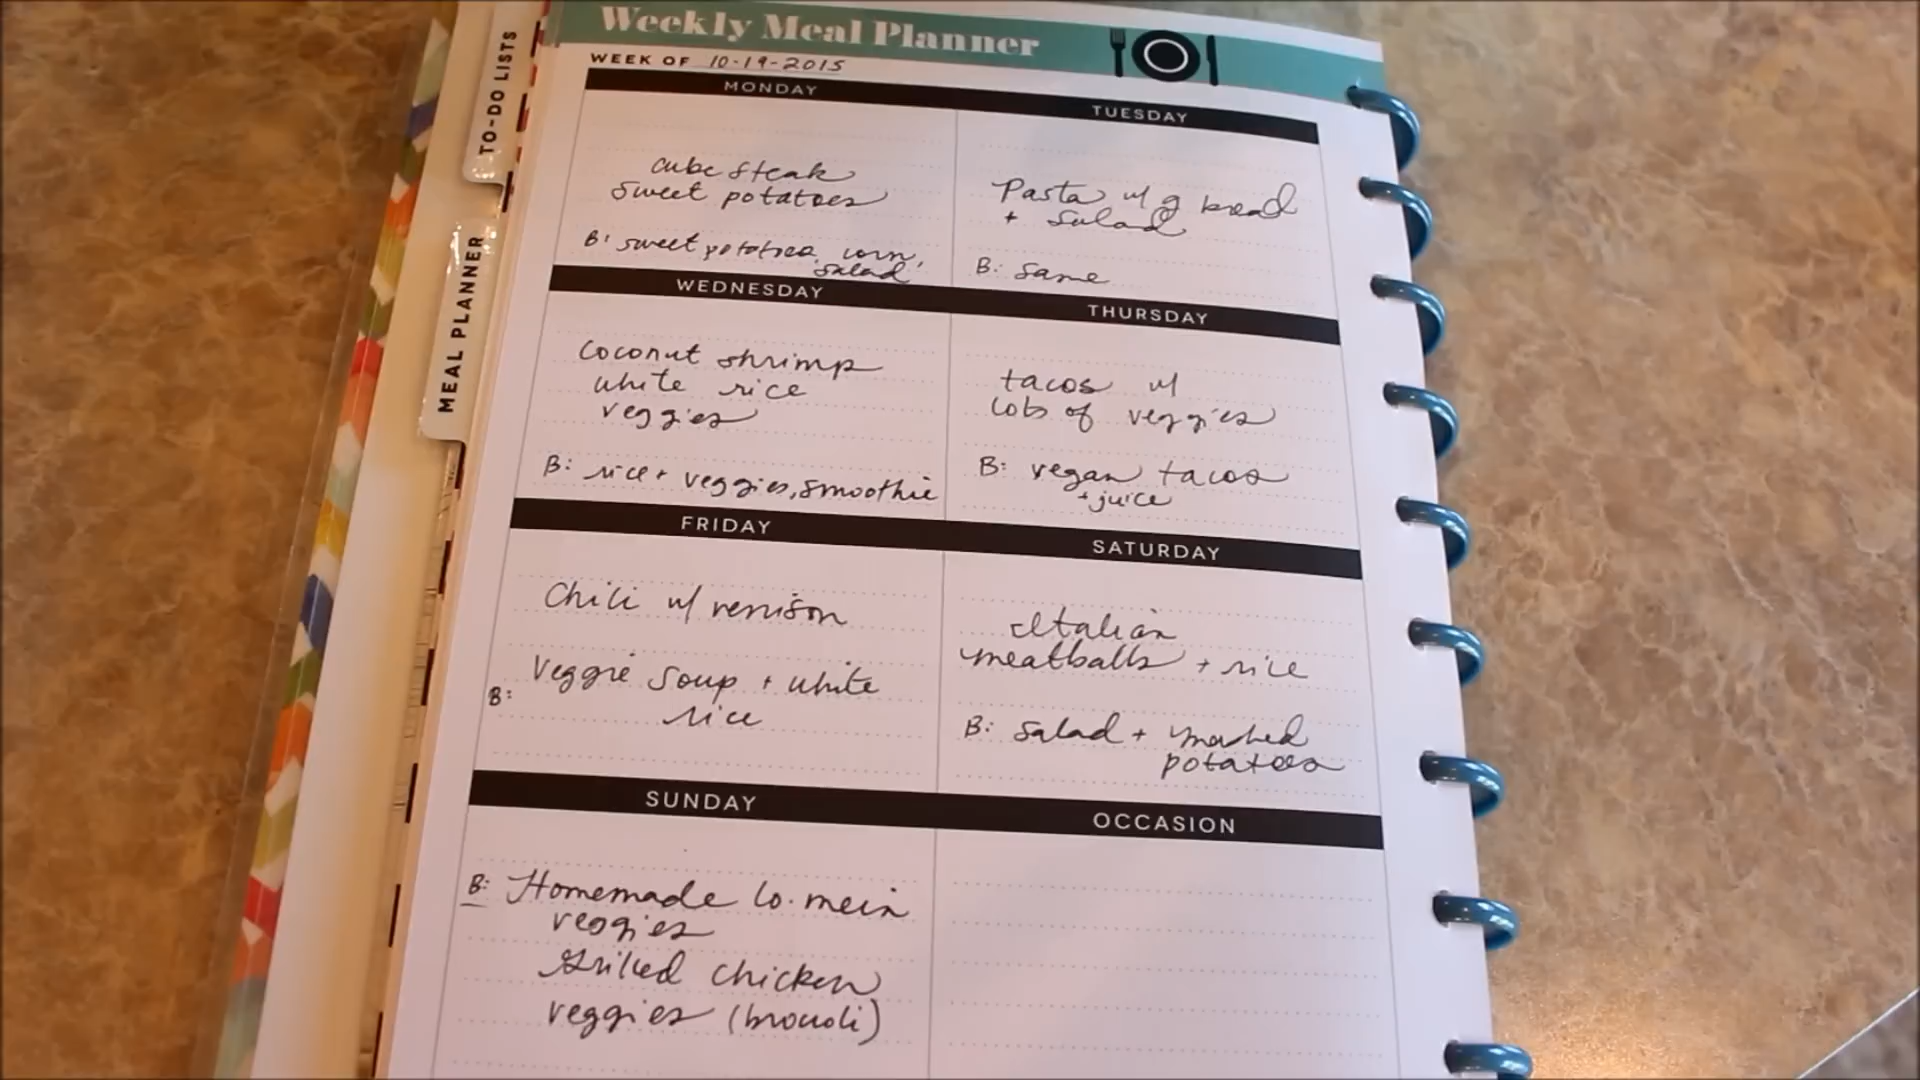 TO-DO LISTS
MEAL PLANNER
Weekly Meal Planner
WEEK OF 10-19-2015
MONDAY
cube steak
sweet potatoes
B: sweet potatoes, corn,
salad
TUESDAY
Pasta w/ g bread
+ salad
B: same
WEDNESDAY
Coconut shrimp
white rice
veggies
B: rice + veggies, smoothie
THURSDAY
tacos w/
lots of veggies
B: vegan tacos
+ juice
FRIDAY
Chili w/ venison
B: Veggie soup + white
rice
SATURDAY
Italian
meatballs + rice
B: salad + mashed
potatoes
SUNDAY
B: Homemade lo-mein
veggies
Grilled chicken
veggies (brocoli)
OCCASION